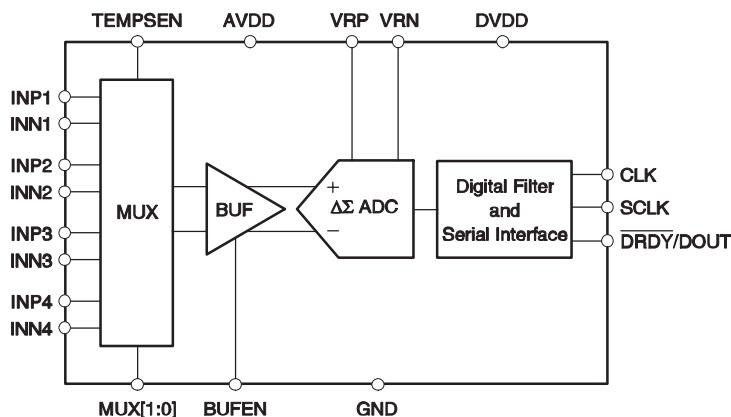 TEMPSEN AVDD VRP VRN DVDD
INP1
INN1
INP2
INN2
INP3
INN3
INP4
INN4
MUX
BUF
+
ΔΣ ADC
−
Digital Filter
and
Serial Interface
CLK
SCLK
DRDY/DOUT
MUX[1:0] BUFEN GND